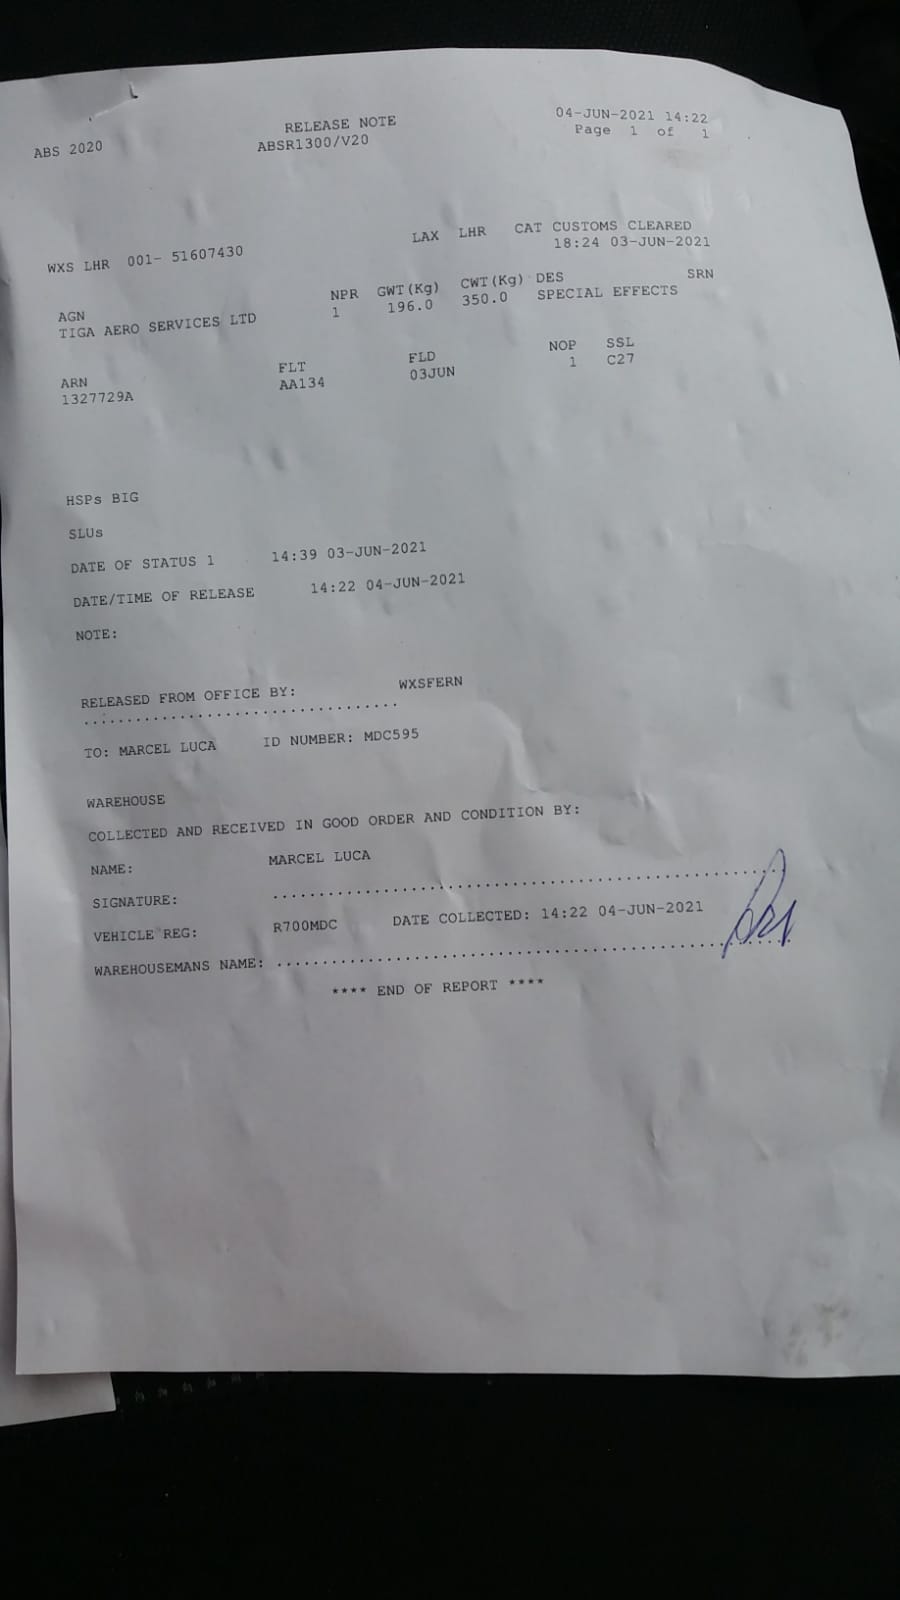 04-JUN-2021 14:22
RELEASE NOTE
Page 1 of 1
ABS 2020 ABSR1300/V20
WXS LHR 001- 51607430 LAX LHR CAT CUSTOMS CLEARED
18:24 03-JUN-2021
AGN NPR GWT(Kg) CWT(Kg) DES SRN
TIGA AERO SERVICES LTD 1 196.0 350.0 SPECIAL EFFECTS
ARN FLT FLD NOP SSL
1327729A AA134 03JUN 1 C27
HSPs BIG
SLUs
DATE OF STATUS 1 14:39 03-JUN-2021
DATE/TIME OF RELEASE 14:22 04-JUN-2021
NOTE:
RELEASED FROM OFFICE BY: WXSFERN
...................................
TO: MARCEL LUCA ID NUMBER: MDC595
WAREHOUSE
COLLECTED AND RECEIVED IN GOOD ORDER AND CONDITION BY:
NAME: MARCEL LUCA
SIGNATURE: ........................................................
VEHICLE REG: R700MDC DATE COLLECTED: 14:22 04-JUN-2021
WAREHOUSEMANS NAME: ........................................................
**** END OF REPORT ****